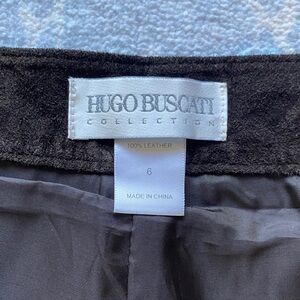 HUGO BUSCATI
COLLECTION
100% LEATHER
6
MADE IN CHINA